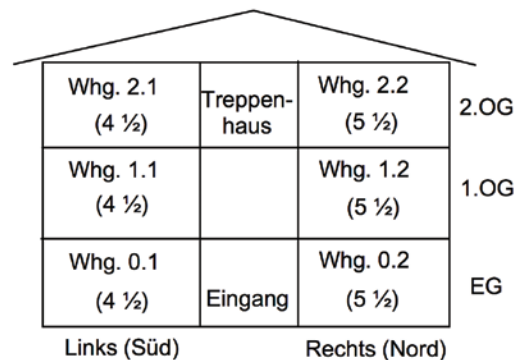 Whg. 2.1
(4 ½)
Treppen-
haus
Whg. 2.2
(5 ½)
2.OG
Whg. 1.1
(4 ½)
Whg. 1.2
(5 ½)
1.OG
Whg. 0.1
(4 ½)
Eingang
Whg. 0.2
(5 ½)
EG
Links (Süd)
Rechts (Nord)